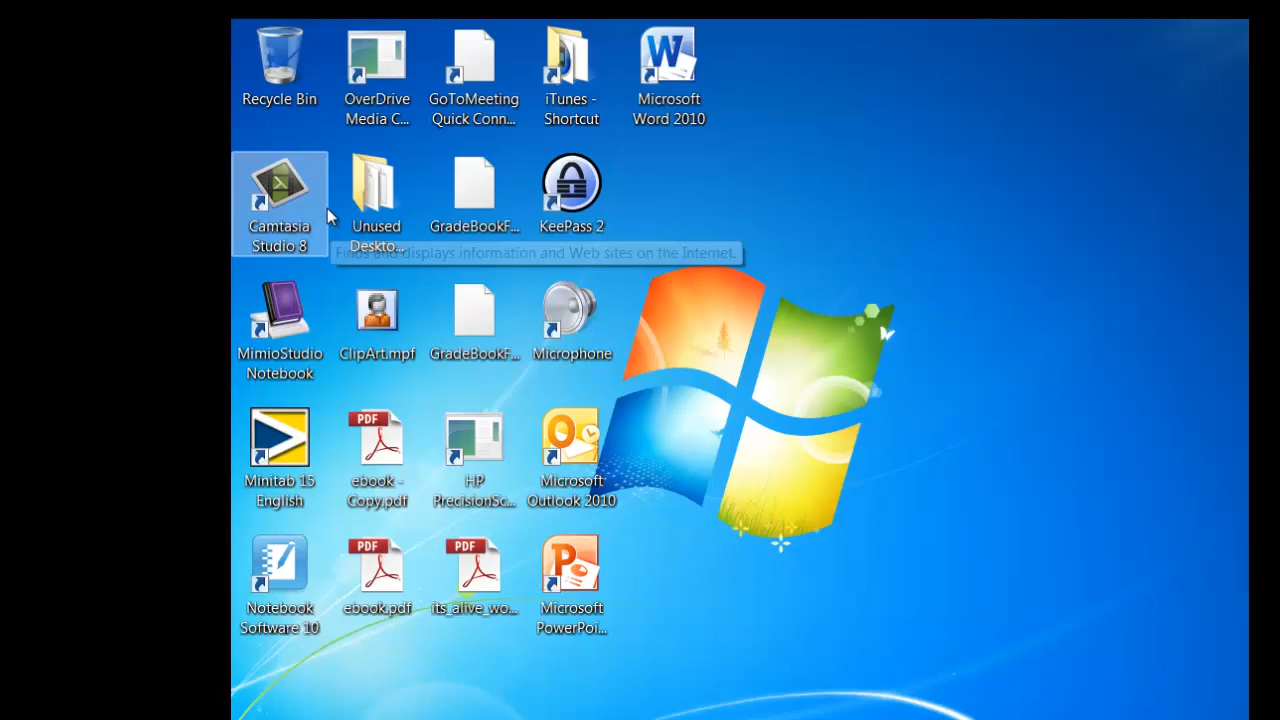 Recycle Bin
OverDrive
Media C...
GoToMeeting
Quick Conn...
iTunes -
Shortcut
Microsoft
Word 2010
Camtasia
Studio 8
Unused
Deskto...
GradeBookF...
KeePass 2
Finds and displays information and Web sites on the Internet.
MimioStudio
Notebook
ClipArt.mpf
GradeBookF...
Microphone
Minitab 15
English
PDF
ebook -
Copy.pdf
HP
PrecisionSc...
Microsoft
Outlook 2010
Notebook
Software 10
PDF
ebook.pdf
PDF
its_alive_wo...
Microsoft
PowerPoi...